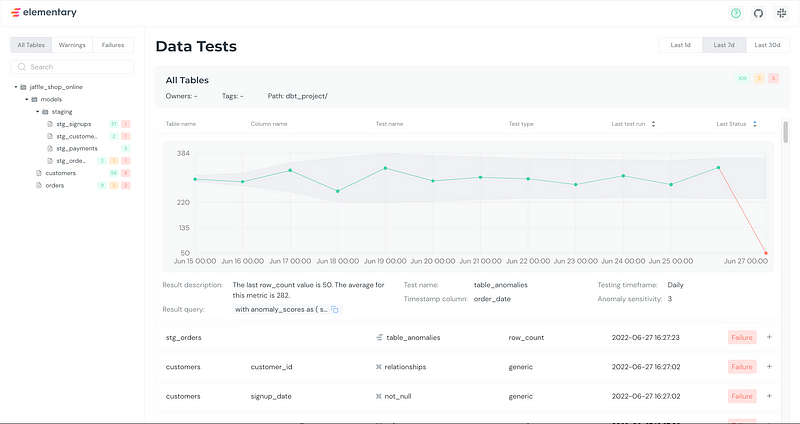 elementary
All Tables Warnings Failures
Search
jaffle_shop_online
models
staging
stg_signups 37 1
stg_custome... 2 1
stg_payments 3
stg_orde... 2 1 2
customers 56 2
orders 9 2 2
Data Tests
Last 1d Last 7d Last 30d
All Tables
109 3 8
Owners: - Tags: - Path: dbt_project/
Table name Column name Test name Test type Last test run Last Status
384
220
135
50
Jun 15 00:00 Jun 16 00:00 Jun 17 00:00 Jun 18 00:00 Jun 19 00:00 Jun 20 00:00 Jun 21 00:00 Jun 22 00:00 Jun 23 00:00 Jun 24 00:00 Jun 25 00:00 Jun 27 00:00
Result description: The last row_count value is 50. The average for
this metric is 282.
Test name: table_anomalies
Testing timeframe: Daily
Timestamp column: order_date
Anomaly sensitivity: 3
Result query: with anomaly_scores as ( s...
stg_orders table_anomalies row_count 2022-06-27 16:27:23 Failure +
customers customer_id relationships generic 2022-06-27 16:27:02 Failure +
customers signup_date not_null generic 2022-06-27 16:27:02 Failure +